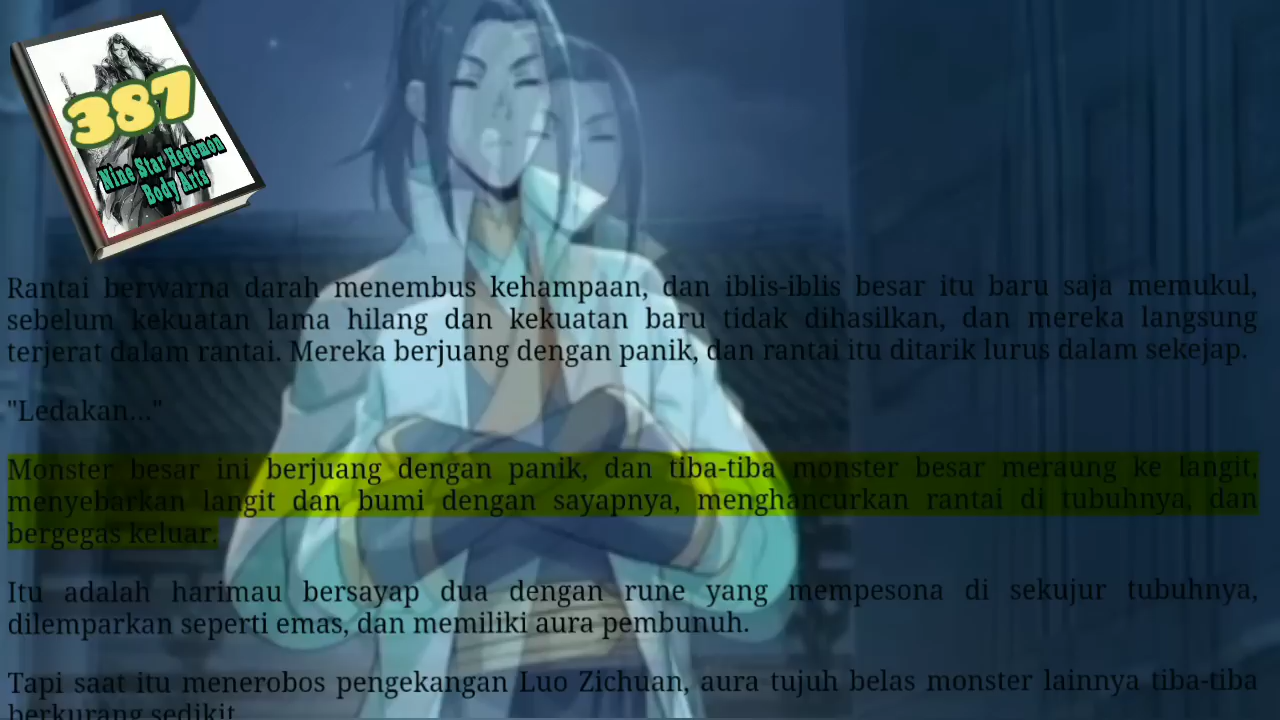 387
Nine Star Hegemon
Body Arts
Rantai berwarna darah menembus kehampaan, dan iblis-iblis besar itu baru saja memukul,
sebelum kekuatan lama hilang dan kekuatan baru tidak dihasilkan, dan mereka langsung
terjerat dalam rantai. Mereka berjuang dengan panik, dan rantai itu ditarik lurus dalam sekejap.
"Ledakan..."
Monster besar ini berjuang dengan panik, dan tiba-tiba monster besar meraung ke langit,
menyebarkan langit dan bumi dengan sayapnya, menghancurkan rantai di tubuhnya, dan
bergegas keluar.
Itu adalah harimau bersayap dua dengan rune yang mempesona di sekujur tubuhnya,
dilemparkan seperti emas, dan memiliki aura pembunuh.
Tapi saat itu menerobos pengekangan Luo Zichuan, aura tujuh belas monster lainnya tiba-tiba
berkurang sedikit